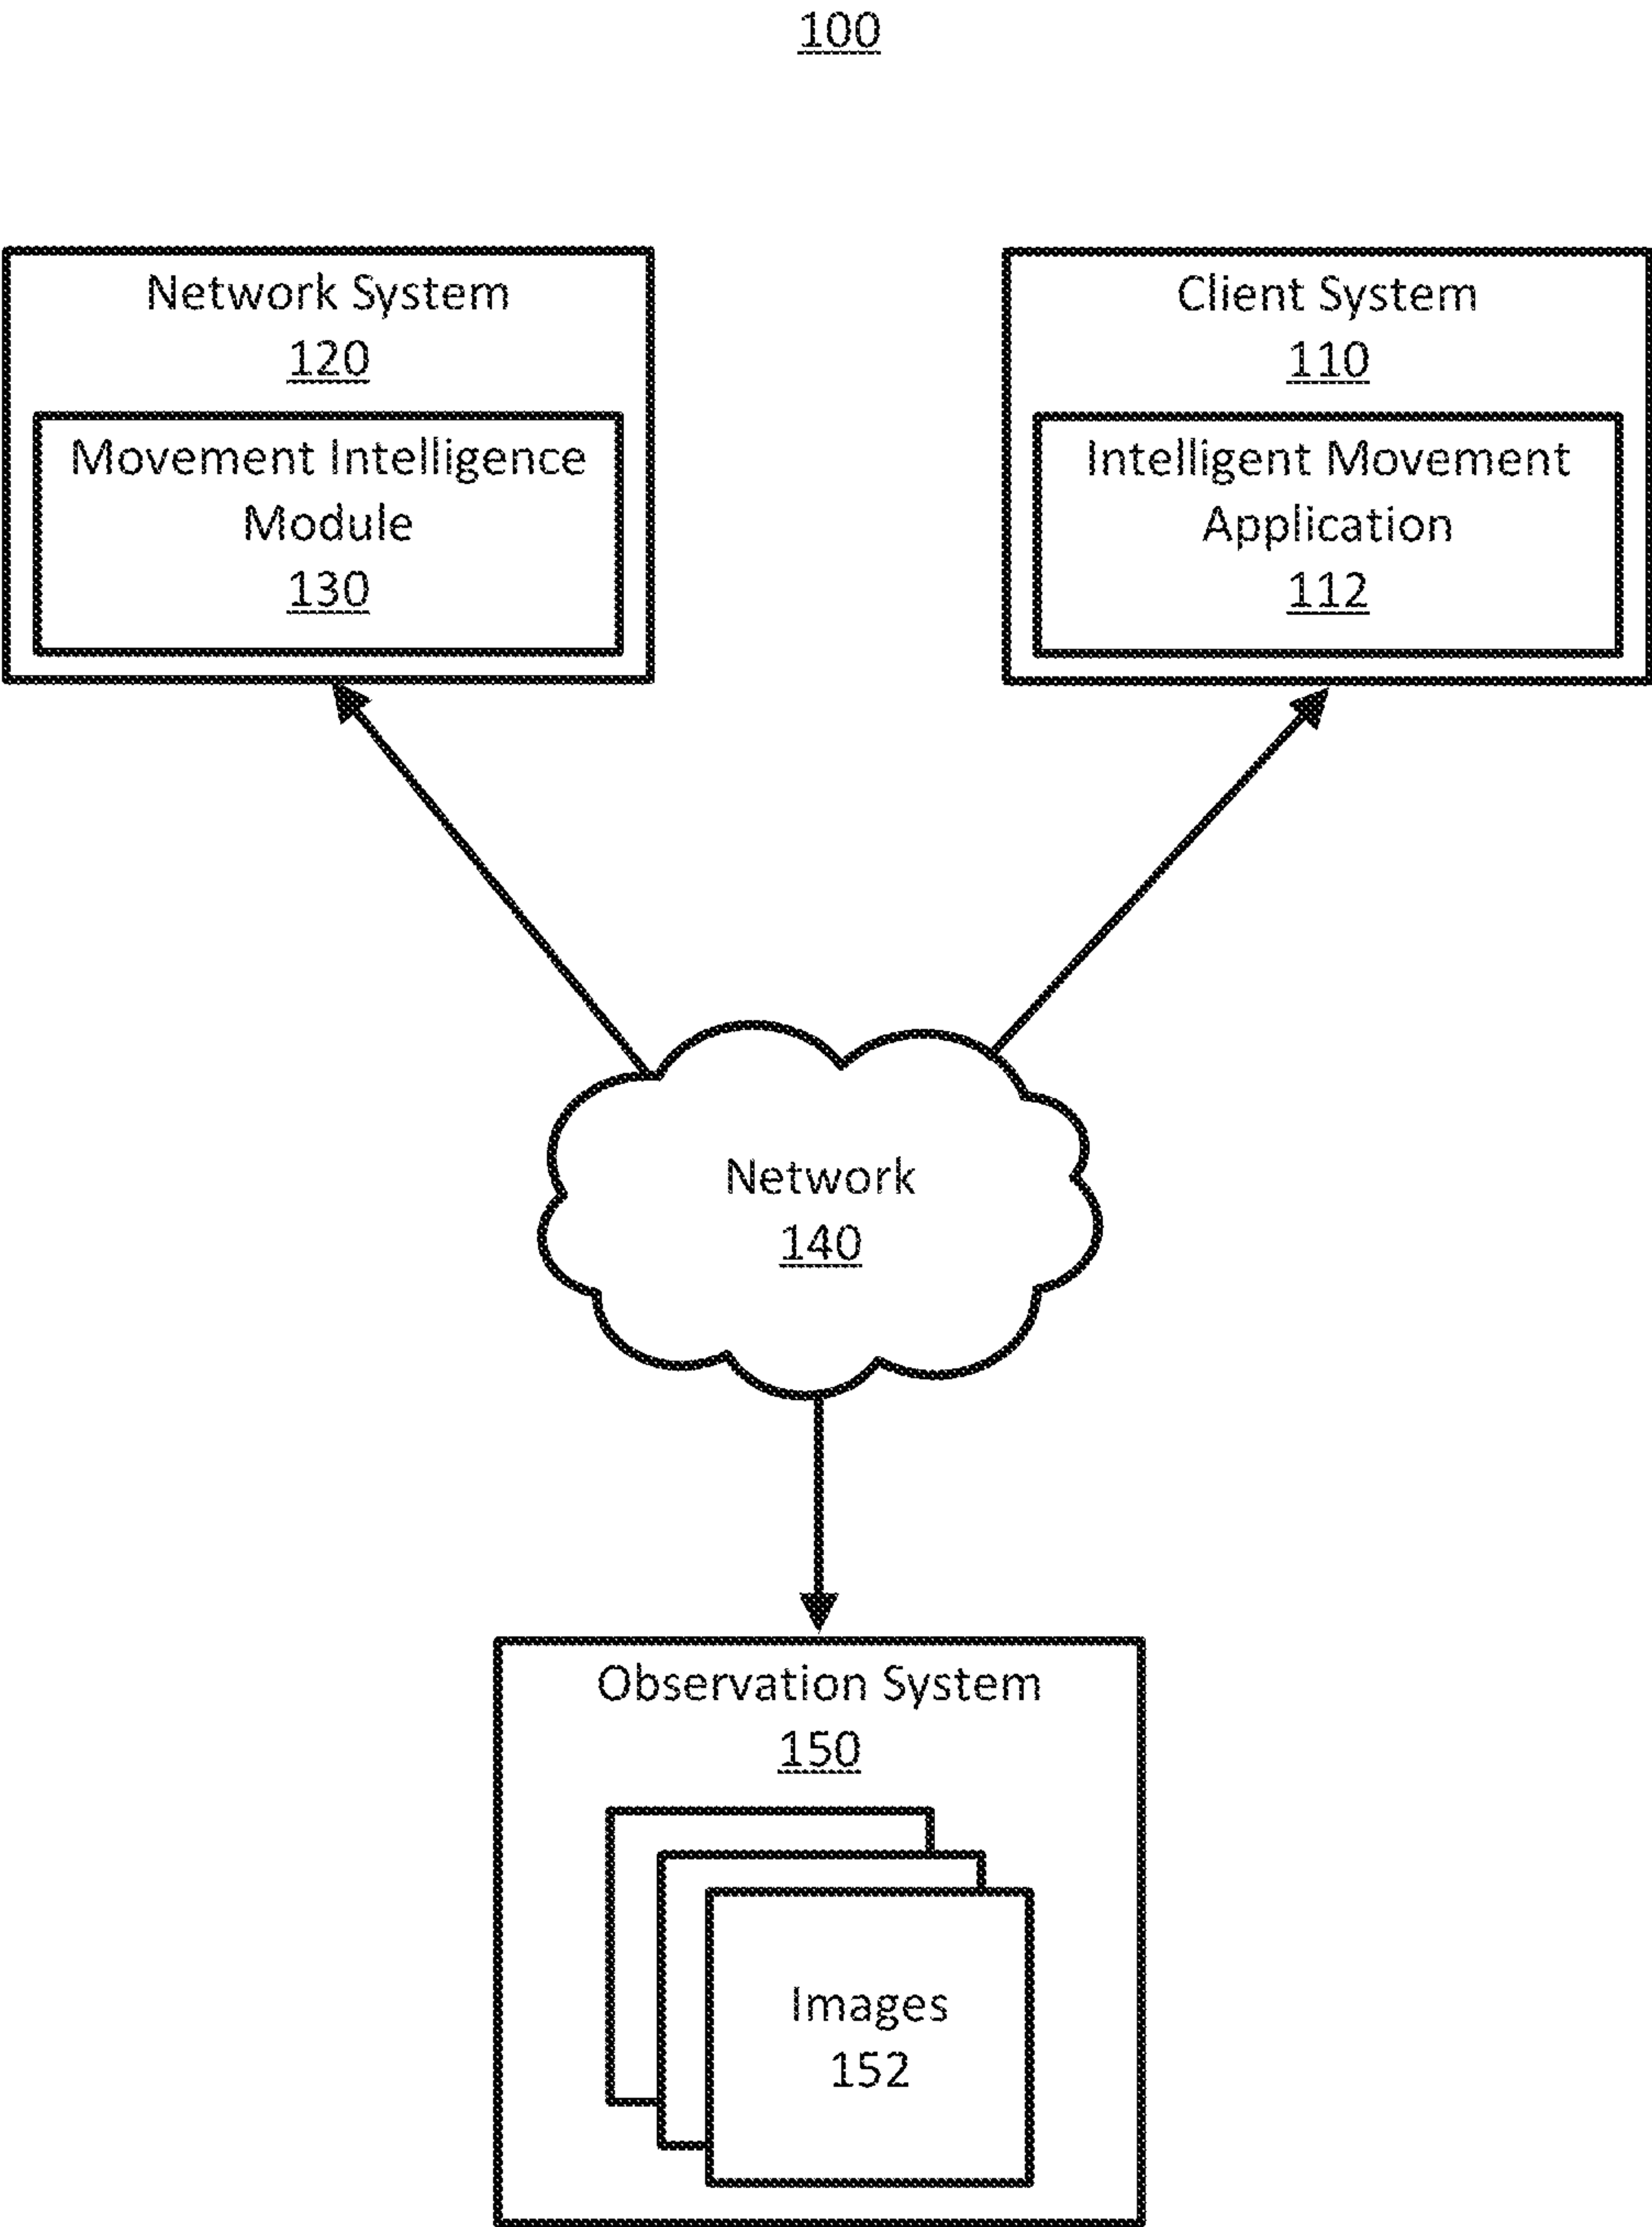 100
Network System
120
Movement Intelligence
Module
130
Client System
110
Intelligent Movement
Application
112
Network
140
Observation System
150
Images
152